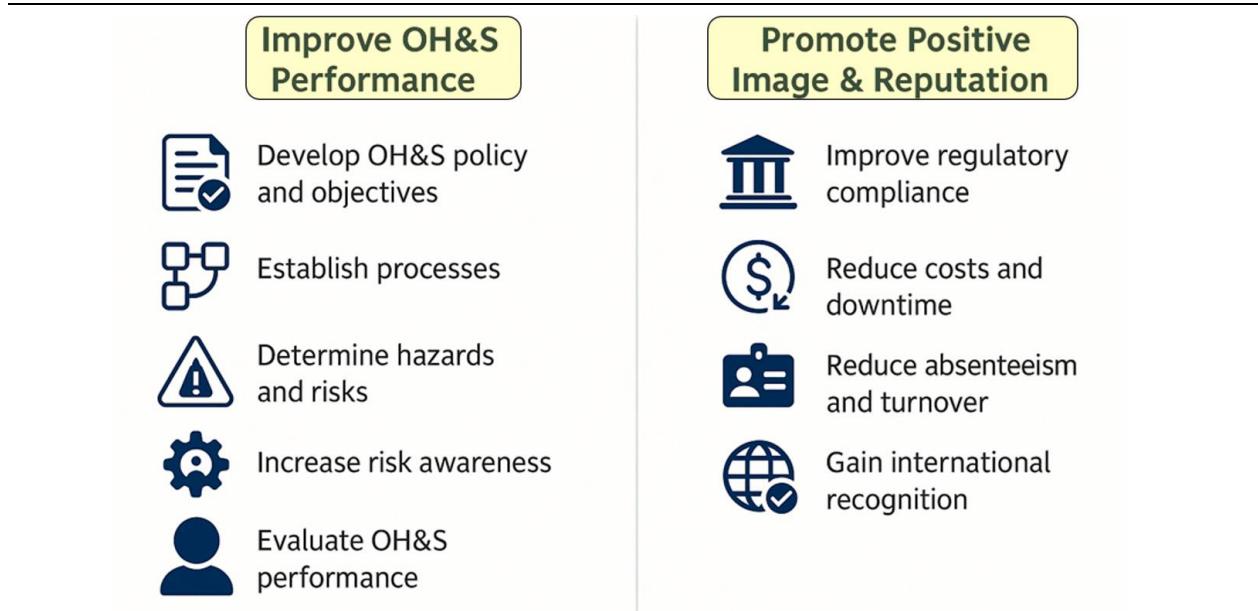 Improve OH&S
Performance
Develop OH&S policy
and objectives
Establish processes
Determine hazards
and risks
Increase risk awareness
Evaluate OH&S
performance
Promote Positive
Image & Reputation
Improve regulatory
compliance
Reduce costs and
downtime
Reduce absenteeism
and turnover
Gain international
recognition